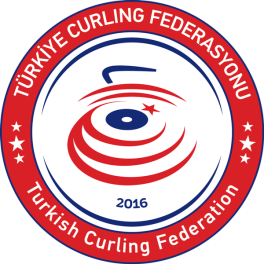 TÜRKİYE CURLING FEDERASYONU
2016
Turkish Curling Federation